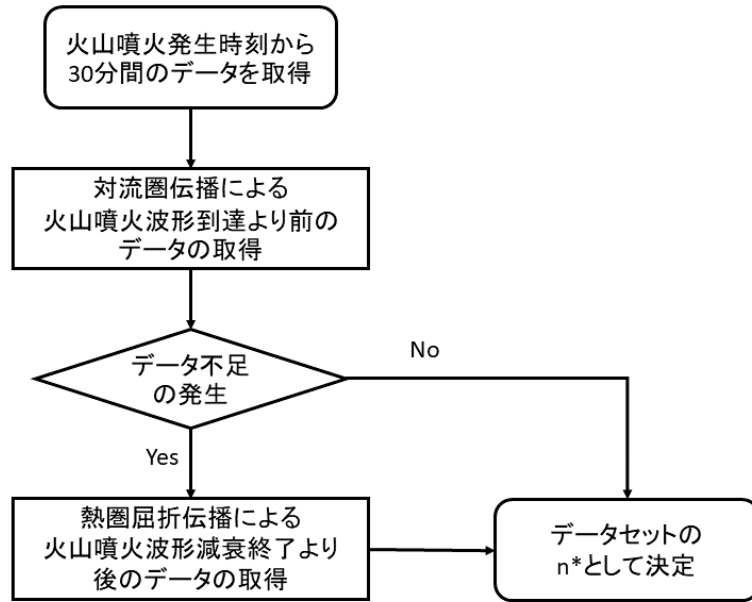 火山噴火発生時刻から
30分間のデータを取得
対流圏伝播による
火山噴火波形到達より前の
データの取得
データ不足
の発生
No
Yes
熱圏屈折伝播による
火山噴火波形減衰終了より
後のデータの取得
データセットの
n*として決定